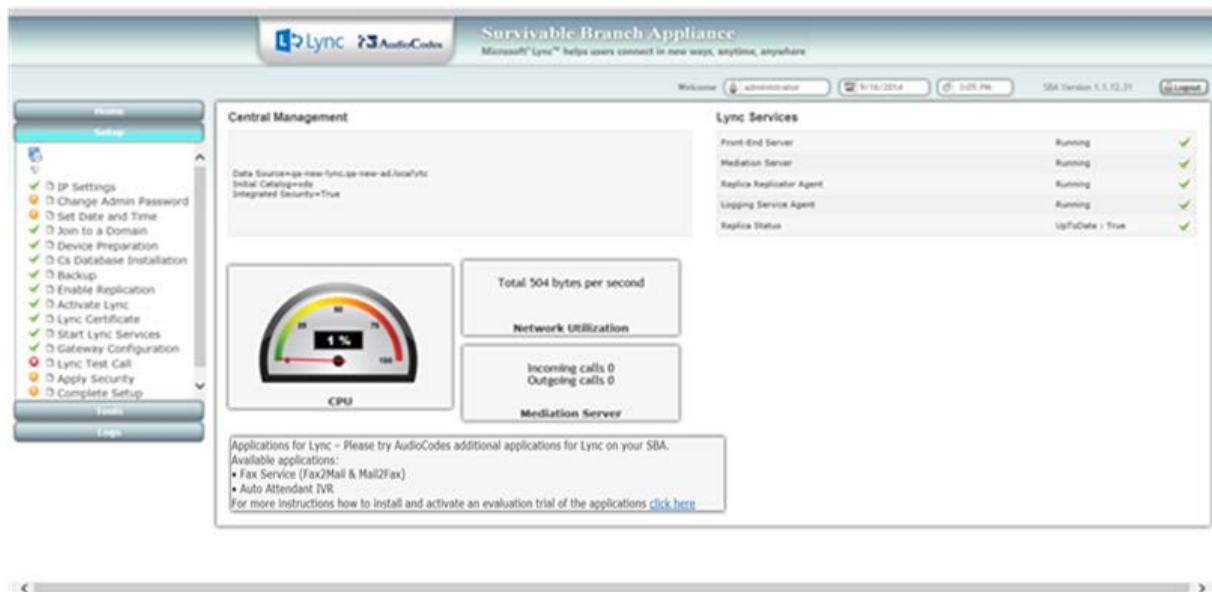 Lync AudioCodes
Survivable Branch Appliance
Microsoft® Lync™ helps users connect in new ways, anytime, anywhere
Welcome administrator 9/16/2014 3:05 PM SBA Version 1.1.12.31 Logout
Home
Setup
IP Settings
Change Admin Password
Set Date and Time
Join to a Domain
Device Preparation
Cs Database Installation
Backup
Enable Replication
Activate Lync
Lync Certificate
Start Lync Services
Gateway Configuration
Lync Test Call
Apply Security
Complete Setup
Tools
Logs
Central Management
Data Source=qa-new-lync.qa-new-ad.local\rtc
Initial Catalog=xds
Integrated Security=True
Lync Services
Front-End Server Running
Mediation Server Running
Replica Replicator Agent Running
Logging Service Agent Running
Replica Status UpToDate : True
0 25 50 75 100
1 %
CPU
Total 504 bytes per second
Network Utilization
Incoming calls 0
Outgoing calls 0
Mediation Server
Applications for Lync – Please try AudioCodes additional applications for Lync on your SBA.
Available applications:
• Fax Service (Fax2Mail & Mail2Fax)
• Auto Attendant IVR
For more instructions how to install and activate an evaluation trial of the applications click here